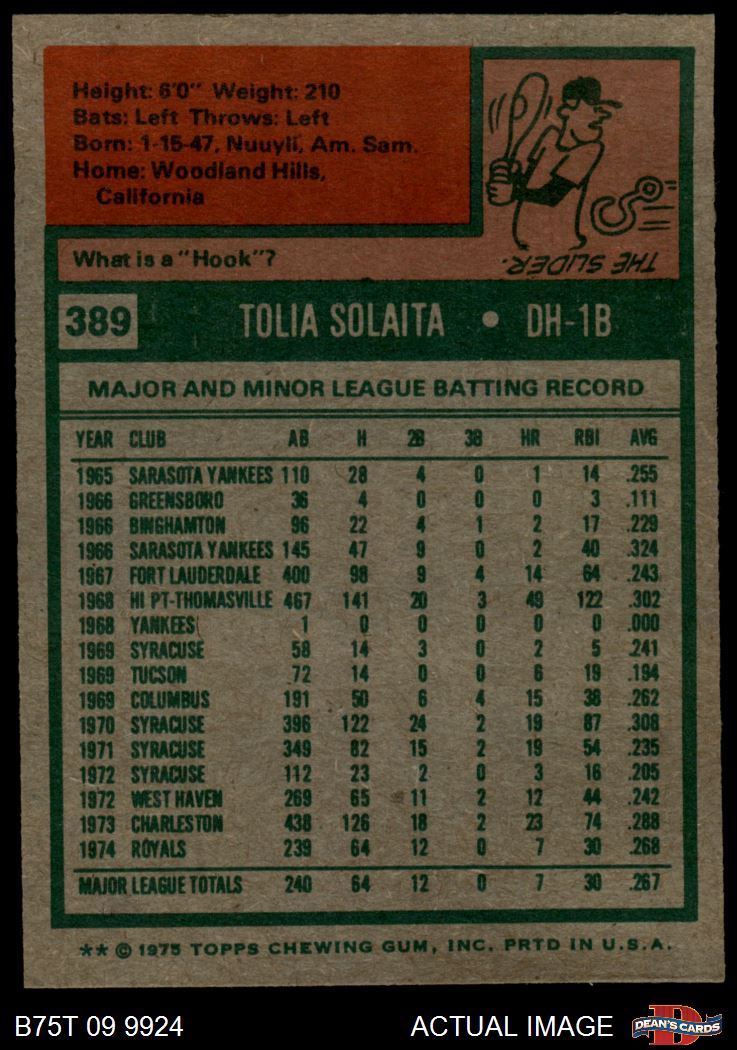 Height: 6'0" Weight: 210
Bats: Left Throws: Left
Born: 1-15-47, Nuuyli, Am. Sam.
Home: Woodland Hills,
California
What is a "Hook"?
THE SLIDER.
389 TOLIA SOLAITA • DH-1B
MAJOR AND MINOR LEAGUE BATTING RECORD
YEAR CLUB AB H 2B 3B HR RBI AVG
1965 SARASOTA YANKEES 110 28 4 0 1 14 .255
1966 GREENSBORO 36 4 0 0 0 3 .111
1966 BINGHAMTON 96 22 4 1 2 17 .229
1966 SARASOTA YANKEES 145 47 9 0 2 40 .324
1967 FORT LAUDERDALE 400 98 9 4 14 64 .243
1968 HI PT-THOMASVILLE 467 141 20 3 49 122 .302
1968 YANKEES 1 0 0 0 0 0 .000
1969 SYRACUSE 58 14 3 0 2 5 .241
1969 TUCSON 72 14 0 0 6 19 .194
1969 COLUMBUS 191 50 6 4 15 38 .262
1970 SYRACUSE 396 122 24 2 19 87 .308
1971 SYRACUSE 349 82 15 2 19 54 .235
1972 SYRACUSE 112 23 2 0 3 16 .205
1972 WEST HAVEN 269 65 11 2 12 44 .242
1973 CHARLESTON 438 126 18 2 23 74 .288
1974 ROYALS 239 64 12 0 7 30 .268
MAJOR LEAGUE TOTALS 240 64 12 0 7 30 .267
** © 1975 TOPPS CHEWING GUM, INC. PRTD IN U.S.A.
B75T 09 9924 ACTUAL IMAGE DEAN'S CARDS